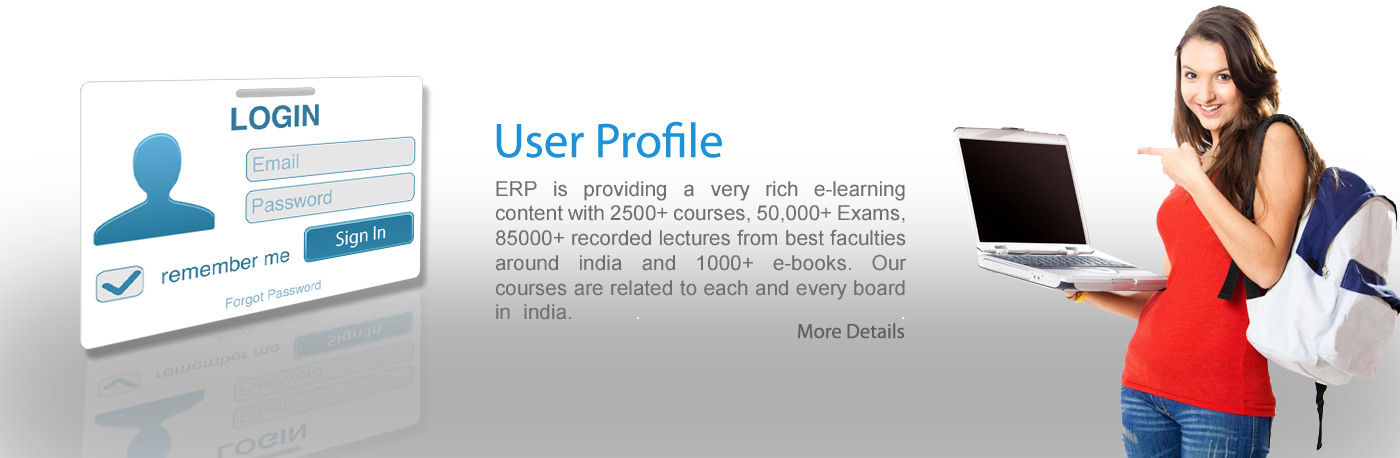 LOGIN
Email
Password
remember me
Sign In
Forgot Password
User Profile
ERP is providing a very rich e-learning
content with 2500+ courses, 50,000+ Exams,
85000+ recorded lectures from best faculties
around india and 1000+ e-books. Our
courses are related to each and every board
in india.
More Details